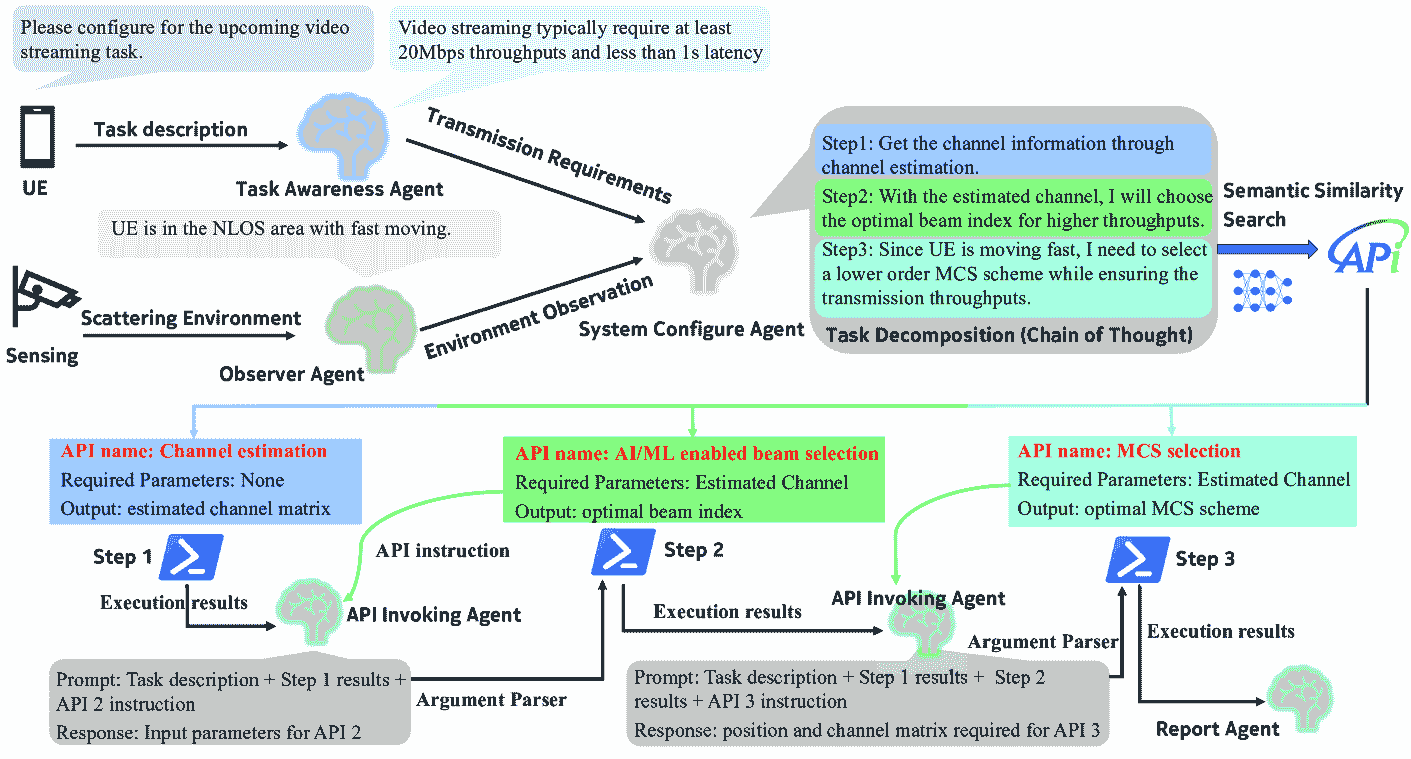 Please configure for the upcoming video
streaming task.
Video streaming typically require at least
20Mbps throughputs and less than 1s latency
Task description
UE
Task Awareness Agent
Transmission Requirements
UE is in the NLOS area with fast moving.
Scattering Environment
Sensing
Observer Agent
Environment Observation
System Configure Agent
Step1: Get the channel information through
channel estimation.
Step2: With the estimated channel, I will choose
the optimal beam index for higher throughputs.
Step3: Since UE is moving fast, I need to select
a lower order MCS scheme while ensuring the
transmission throughputs.
Task Decomposition (Chain of Thought)
Semantic Similarity
Search
APi
API name: Channel estimation
Required Parameters: None
Output: estimated channel matrix
API name: AI/ML enabled beam selection
Required Parameters: Estimated Channel
Output: optimal beam index
API name: MCS selection
Required Parameters: Estimated Channel
Output: optimal MCS scheme
Step 1
Execution results
API instruction
API Invoking Agent
Step 2
Execution results
API Invoking Agent
Step 3
Argument Parser
Execution results
Prompt: Task description + Step 1 results +
API 2 instruction
Response: Input parameters for API 2
Argument Parser
Prompt: Task description + Step 1 results + Step 2
results + API 3 instruction
Response: position and channel matrix required for API 3
Report Agent